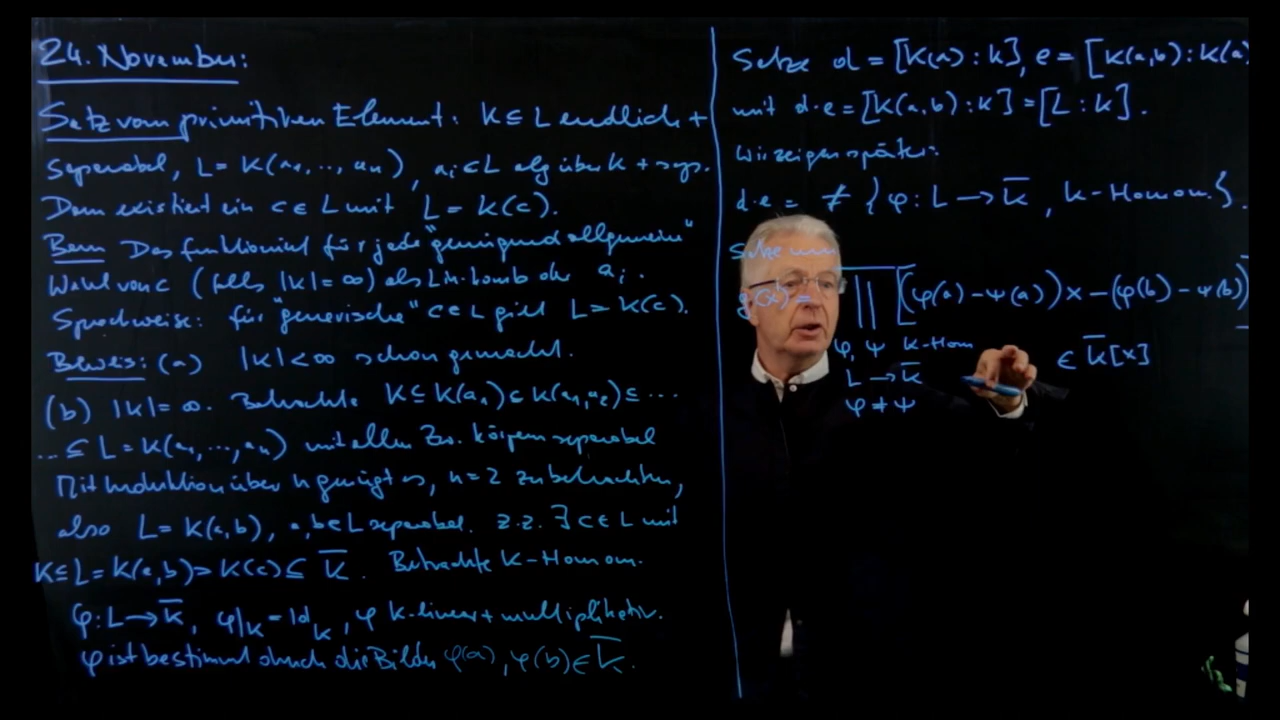 24. November:
Satz vom primitiven Element: K ⊆ L endlich +
separabel, L = K(a₁, .., aₙ), aᵢ ∈ L alg über K + sep.
Dann existiert ein c ∈ L mit L = K(c).
Bem Das funktioniert für jede "genügend allgemeine"
Wahl von c (falls |K| = ∞) als Lin.komb der aᵢ.
Sprechweise: für "generische" c ∈ L gilt L = K(c).
Beweis: (a) |K| < ∞ schon gemacht.
(b) |K| = ∞. Betrachte K ⊆ K(a₁) ⊆ K(a₁,a₂) ⊆ ...
... ⊆ L = K(a₁, ..., aₙ) mit allen Zw. körpern separabel
Mit Induktion über n genügt es, n = 2 zu betrachten,
also L = K(a,b), a, b ∈ L separabel. z.z. ∃ c ∈ L mit
K ⊆ L = K(a,b) = K(c) ⊆ K̅. Betrachte K-Homom.
φ: L → K̅, φ|_K = Id_K, φ K-linear + multiplikativ.
φ ist bestimmt durch die Bilder φ(a), φ(b) ∈ K̅.
Setze d = [K(a) : K], e = [K(a,b) : K(a)
mit d·e = [K(a,b) : K] = [L : K].
Wir zeigen später:
d·e = # {φ : L → K̅, K-Homom.}.
Setze nun
g(x) = ∏ [(φ(a) − ψ(a)) x − (φ(b) − ψ(b))]
φ, ψ K-Hom
L → K̅
φ ≠ ψ
∈ K̅[x]